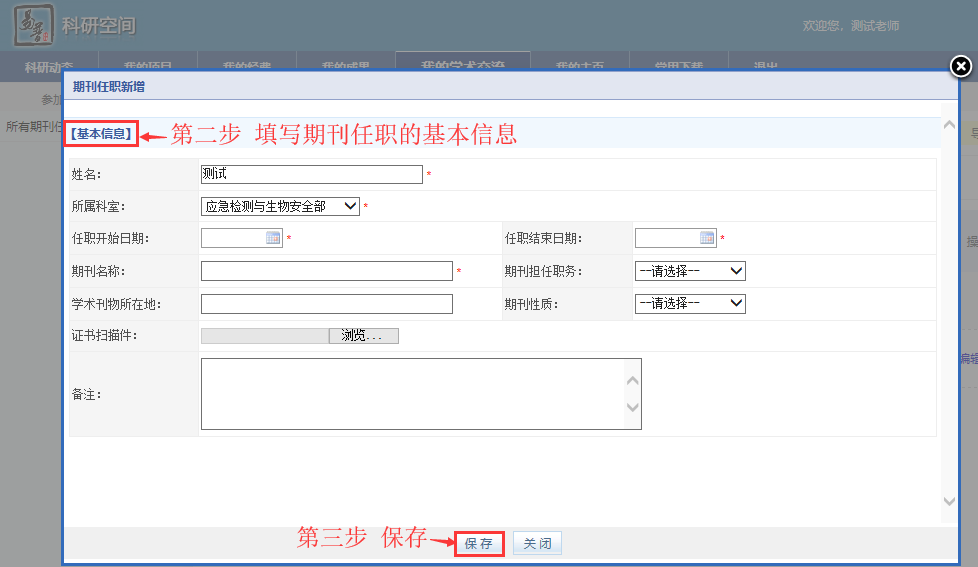 易普 科研空间
欢迎您，测试老师
科研动态 我的项目 我的经费 我的成果 我的学术交流 我的主页 常用下载 退出
参加
所有期刊任
期刊任职新增
【基本信息】 第二步 填写期刊任职的基本信息
姓名： 测试 *
所属科室： 应急检测与生物安全部 *
任职开始日期： * 任职结束日期： *
期刊名称： * 期刊担任职务： --请选择--
学术刊物所在地： 期刊性质： --请选择--
证书扫描件： 浏览...
备注：
操
编辑
第三步 保存 保存 关闭